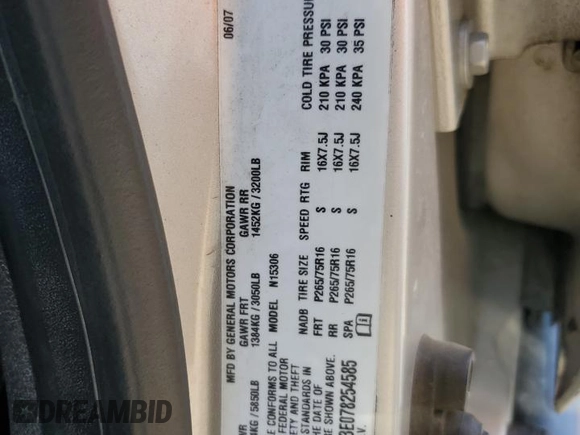 MFD BY GENERAL MOTORS CORPORATION 06/07
GAWR FRT GAWR RR
KG / 5850LB 1384KG / 3050LB 1452KG / 3200LB
CONFORMS TO ALL MODEL N15306
FEDERAL MOTOR
AND THEFT
THE DATE OF
SHOWN ABOVE.
78254585
NADB TIRE SIZE SPEED RTG RIM COLD TIRE PRESSU
FRT P265/75R16 S 16X7.5J 210 KPA 30 PSI
RR P265/75R16 S 16X7.5J 210 KPA 30 PSI
SPA P265/75R16 S 16X7.5J 240 KPA 35 PSI
DREAMBID